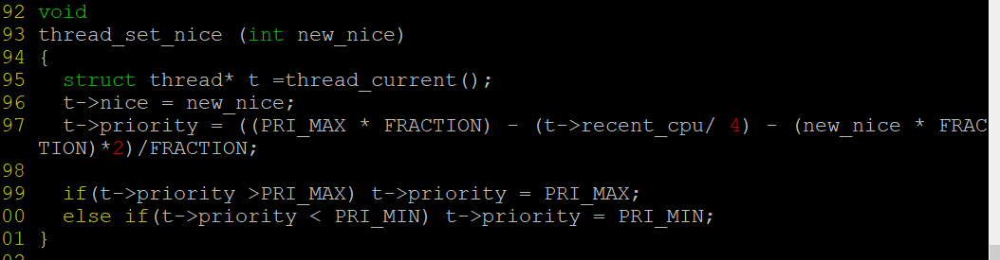 92 void
93 thread_set_nice (int new_nice)
94 {
95   struct thread* t =thread_current();
96   t->nice = new_nice;
97   t->priority = ((PRI_MAX * FRACTION) - (t->recent_cpu/ 4) - (new_nice * FRAC
TION)*2)/FRACTION;
98
99   if(t->priority >PRI_MAX) t->priority = PRI_MAX;
00   else if(t->priority < PRI_MIN) t->priority = PRI_MIN;
01 }